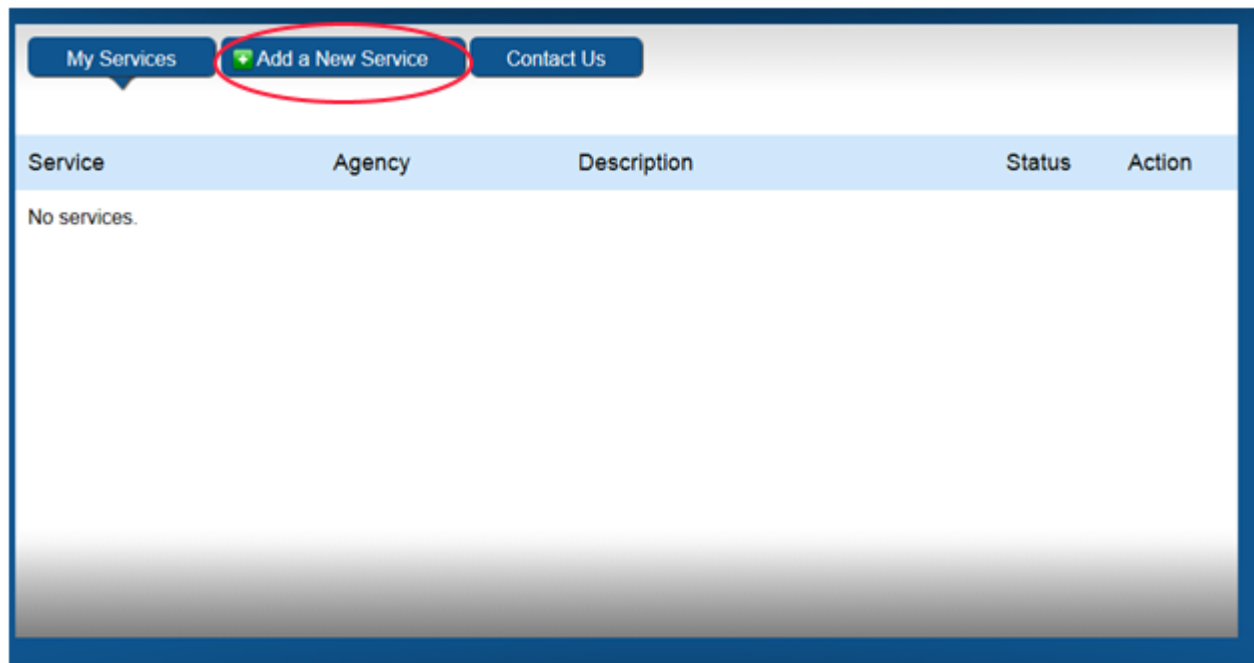 My Services Add a New Service Contact Us
Service Agency Description Status Action
No services.